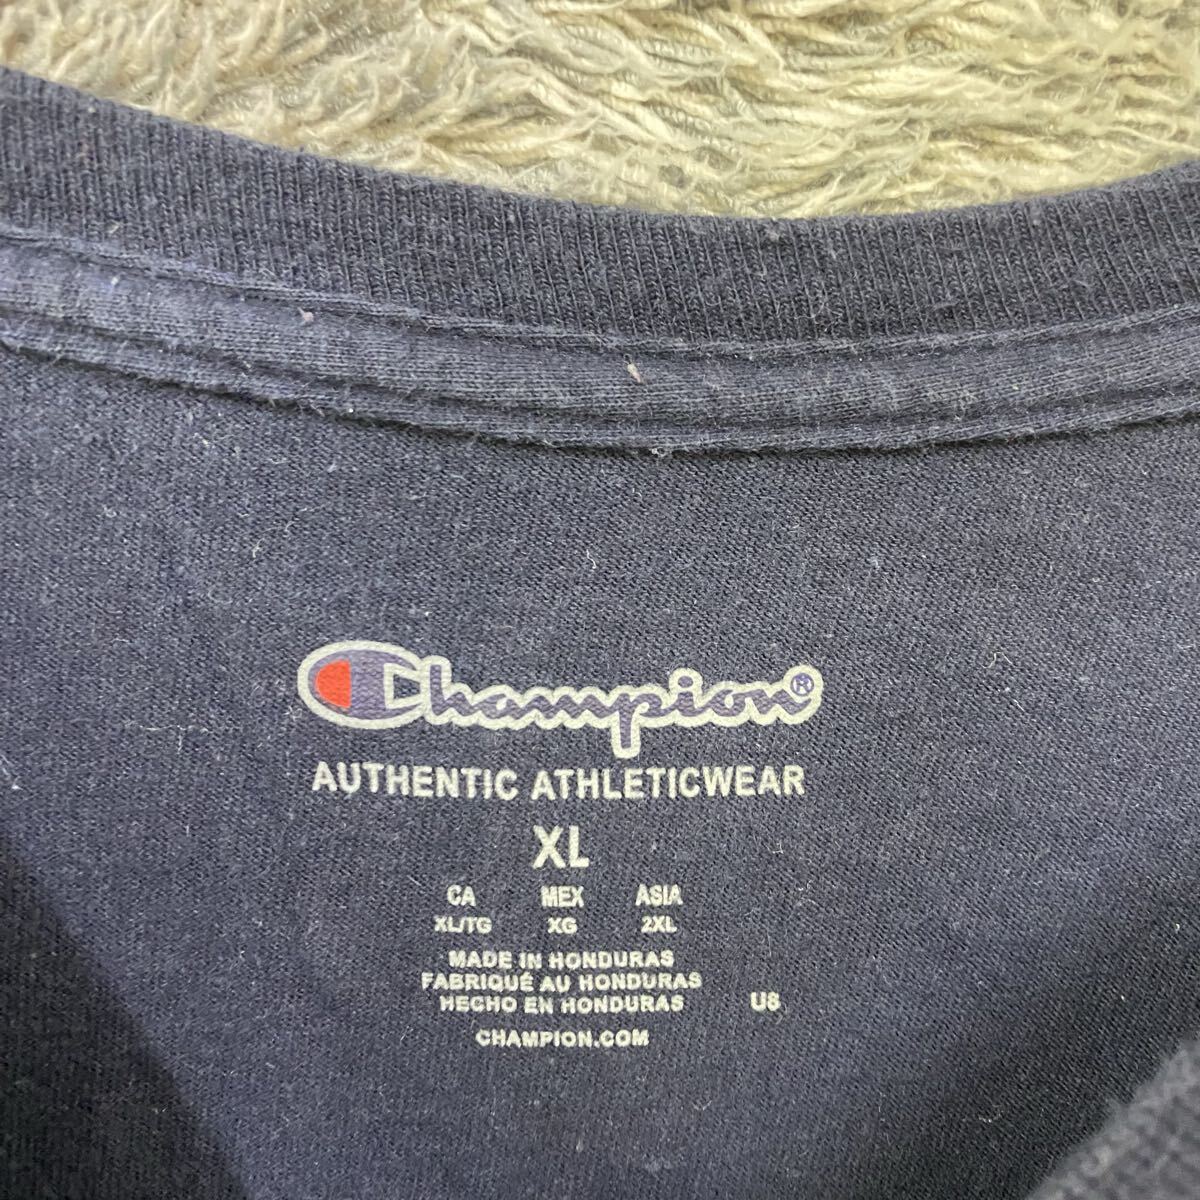 Champion®
AUTHENTIC ATHLETICWEAR
XL
CA MEX ASIA
XL/TG XG 2XL
MADE IN HONDURAS
FABRIQUÉ AU HONDURAS
HECHO EN HONDURAS U8
CHAMPION.COM